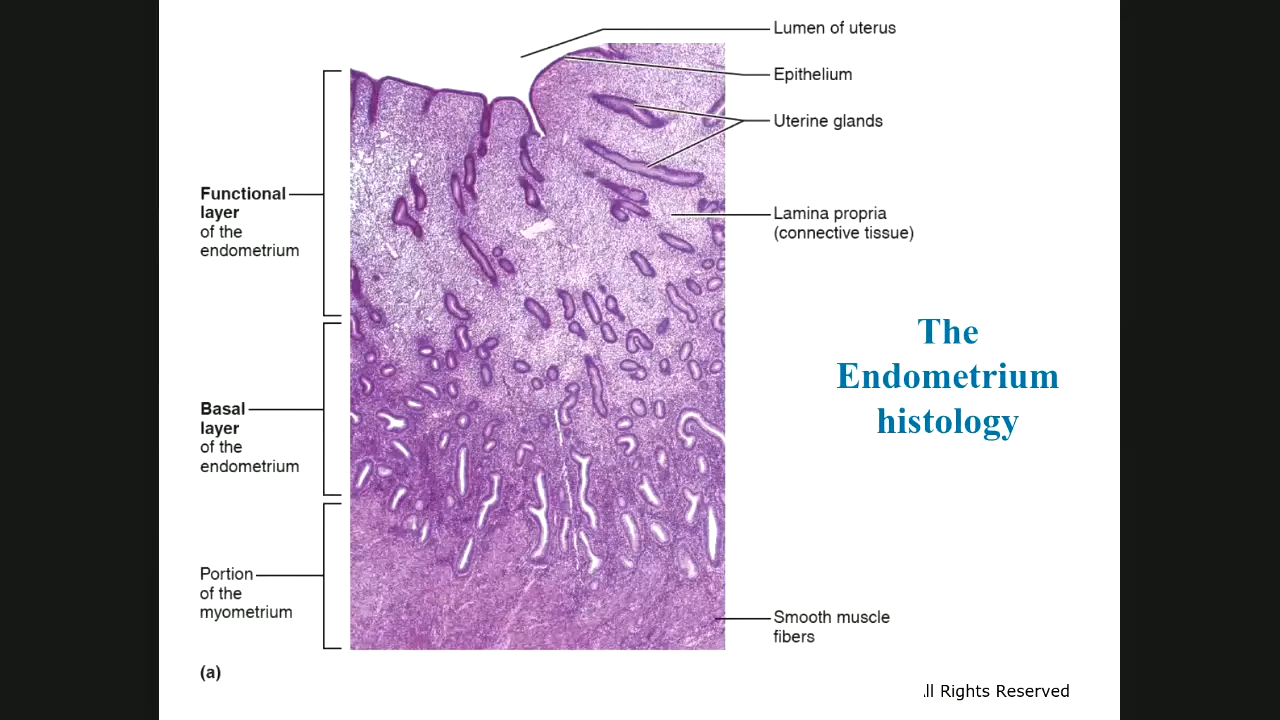 Lumen of uterus
Epithelium
Uterine glands
Functional
layer
of the
endometrium
Lamina propria
(connective tissue)
The
Endometrium
histology
Basal
layer
of the
endometrium
Portion
of the
myometrium
Smooth muscle
fibers
(a)
ll Rights Reserved